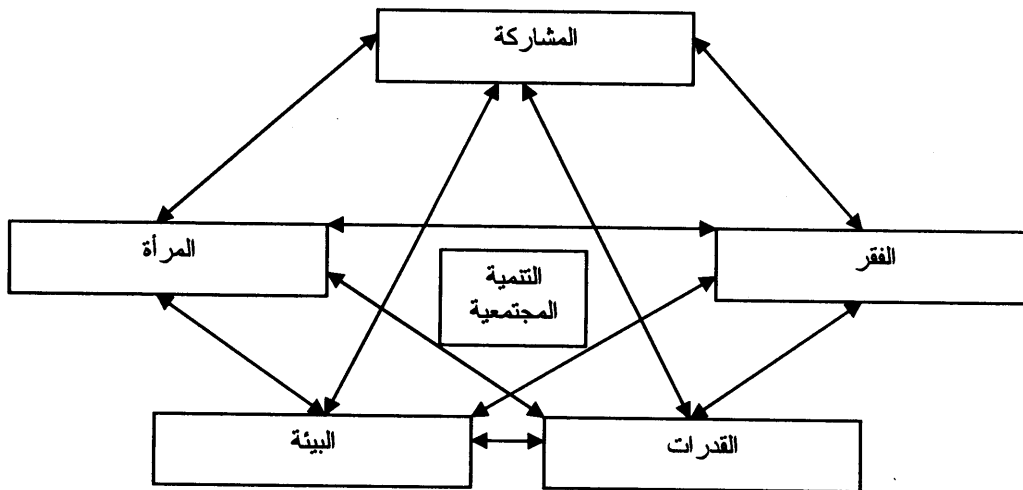 المشاركة
الفقر
المرأة
التنمية
المجتمعية
القدرات
البيئة